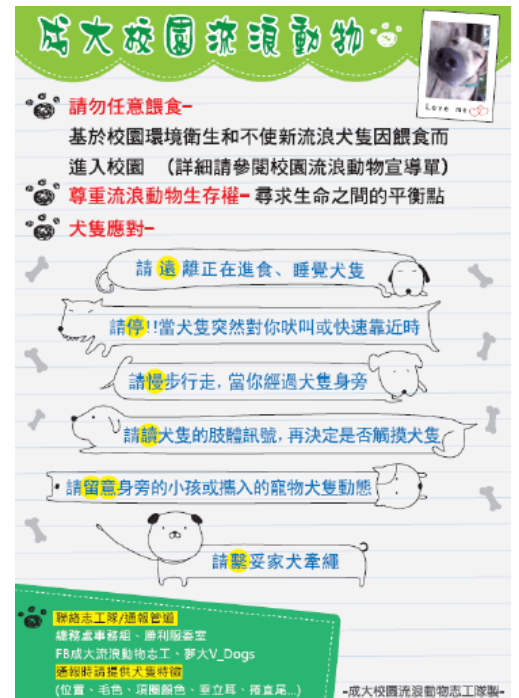 成大校園流浪動物
Love me
請勿任意餵食-
基於校園環境衛生和不使新流浪犬隻因餵食而
進入校園 (詳細請參閱校園流浪動物宣導單)
尊重流浪動物生存權- 尋求生命之間的平衡點
犬隻應對-
請遠離正在進食、睡覺犬隻
請停!!當犬隻突然對你吠叫或快速靠近時
請慢步行走, 當你經過犬隻身旁
請讀犬隻的肢體訊號, 再決定是否觸摸犬隻
請留意身旁的小孩或攜入的寵物犬隻動態
請繫妥家犬牽繩
聯絡志工隊/通報管道
總務處事務組、勝利服委室
FB成大流浪動物志工、夢大V_Dogs
通報時請提供犬隻特徵
(位置、毛色、項圈顏色、垂立耳、捲直尾...)
-成大校園流浪動物志工隊製-